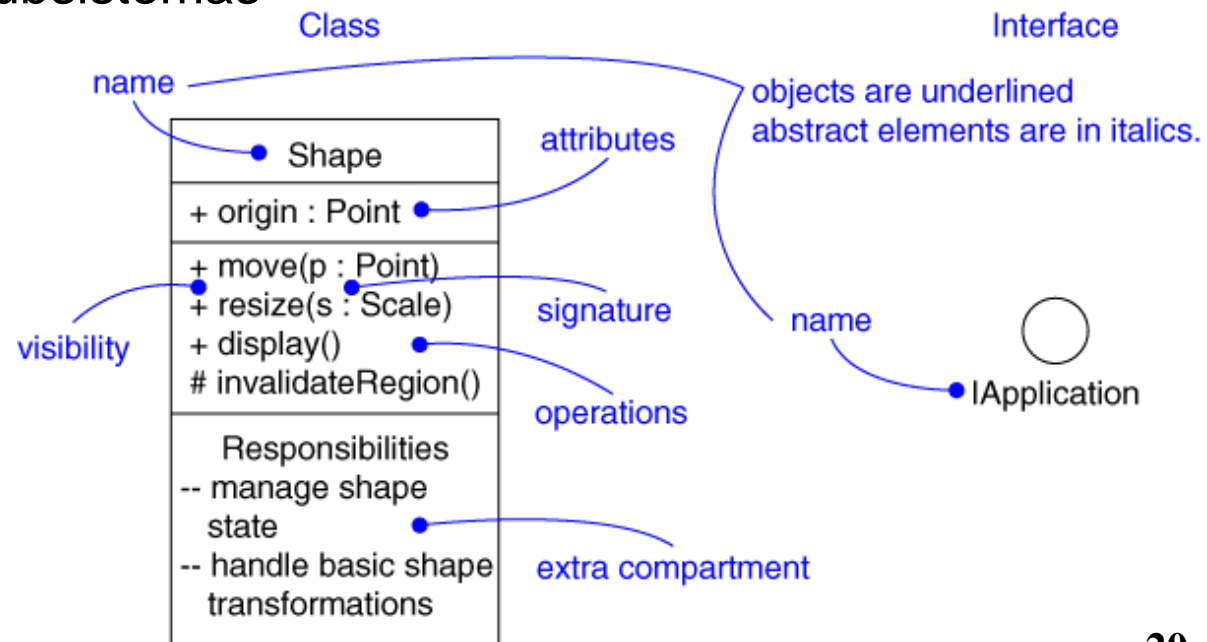 Class
Interface
name
objects are underlined
abstract elements are in italics.
attributes
Shape
+ origin : Point
+ move(p : Point)
+ resize(s : Scale)
+ display()
# invalidateRegion()
visibility
signature
operations
name
IApplication
Responsibilities
-- manage shape
state
-- handle basic shape
transformations
extra compartment